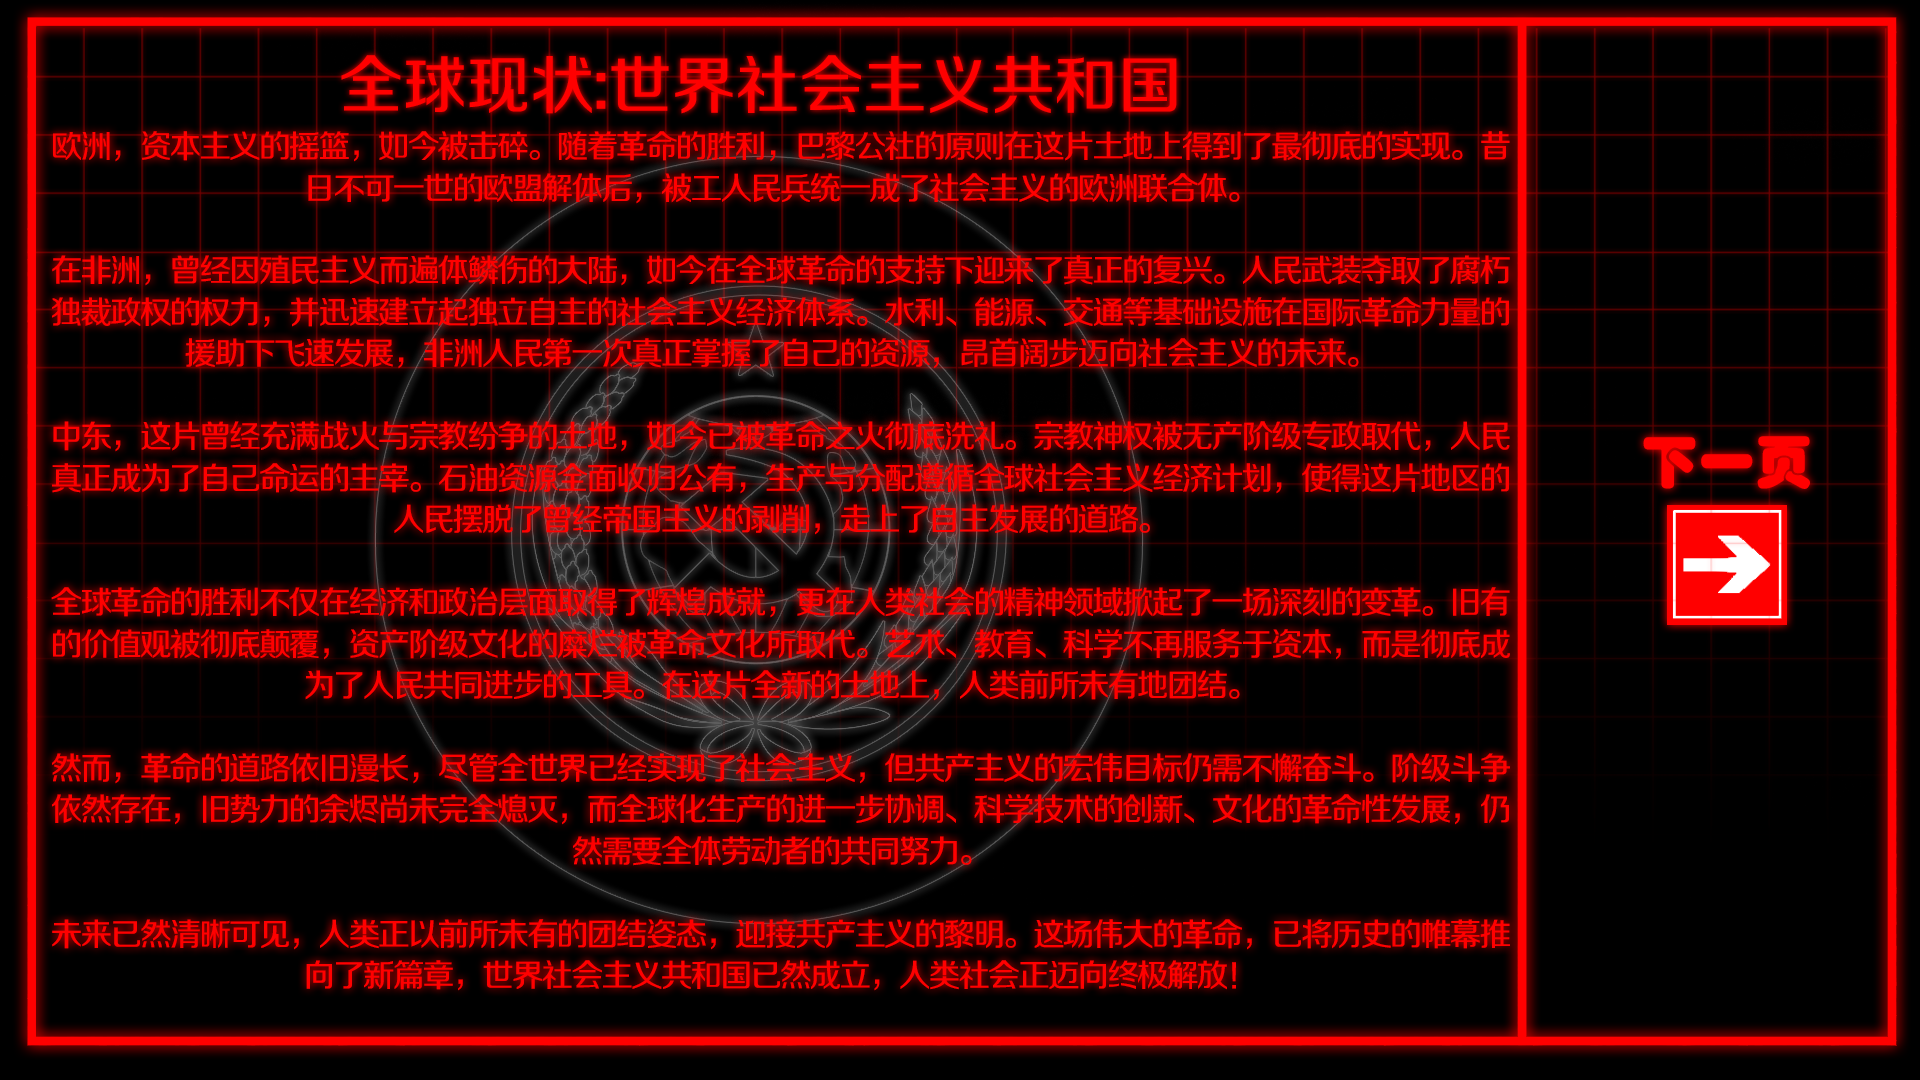 全球现状:世界社会主义共和国
欧洲，资本主义的摇篮，如今被击碎。随着革命的胜利，巴黎公社的原则在这片土地上得到了最彻底的实现。昔
日不可一世的欧盟解体后，被工人民兵统一成了社会主义的欧洲联合体。
在非洲，曾经因殖民主义而遍体鳞伤的大陆，如今在全球革命的支持下迎来了真正的复兴。人民武装夺取了腐朽
独裁政权的权力，并迅速建立起独立自主的社会主义经济体系。水利、能源、交通等基础设施在国际革命力量的
援助下飞速发展，非洲人民第一次真正掌握了自己的资源，昂首阔步迈向社会主义的未来。
中东，这片曾经充满战火与宗教纷争的土地，如今已被革命之火彻底洗礼。宗教神权被无产阶级专政取代，人民
真正成为了自己命运的主宰。石油资源全面收归公有，生产与分配遵循全球社会主义经济计划，使得这片地区的
人民摆脱了曾经帝国主义的剥削，走上了自主发展的道路。
全球革命的胜利不仅在经济和政治层面取得了辉煌成就，更在人类社会的精神领域掀起了一场深刻的变革。旧有
的价值观被彻底颠覆，资产阶级文化的糜烂被革命文化所取代。艺术、教育、科学不再服务于资本，而是彻底成
为了人民共同进步的工具。在这片全新的土地上，人类前所未有地团结。
然而，革命的道路依旧漫长，尽管全世界已经实现了社会主义，但共产主义的宏伟目标仍需不懈奋斗。阶级斗争
依然存在，旧势力的余烬尚未完全熄灭，而全球化生产的进一步协调、科学技术的创新、文化的革命性发展，仍
然需要全体劳动者的共同努力。
未来已然清晰可见，人类正以前所未有的团结姿态，迎接共产主义的黎明。这场伟大的革命，已将历史的帷幕推
向了新篇章，世界社会主义共和国已然成立，人类社会正迈向终极解放！
下一页